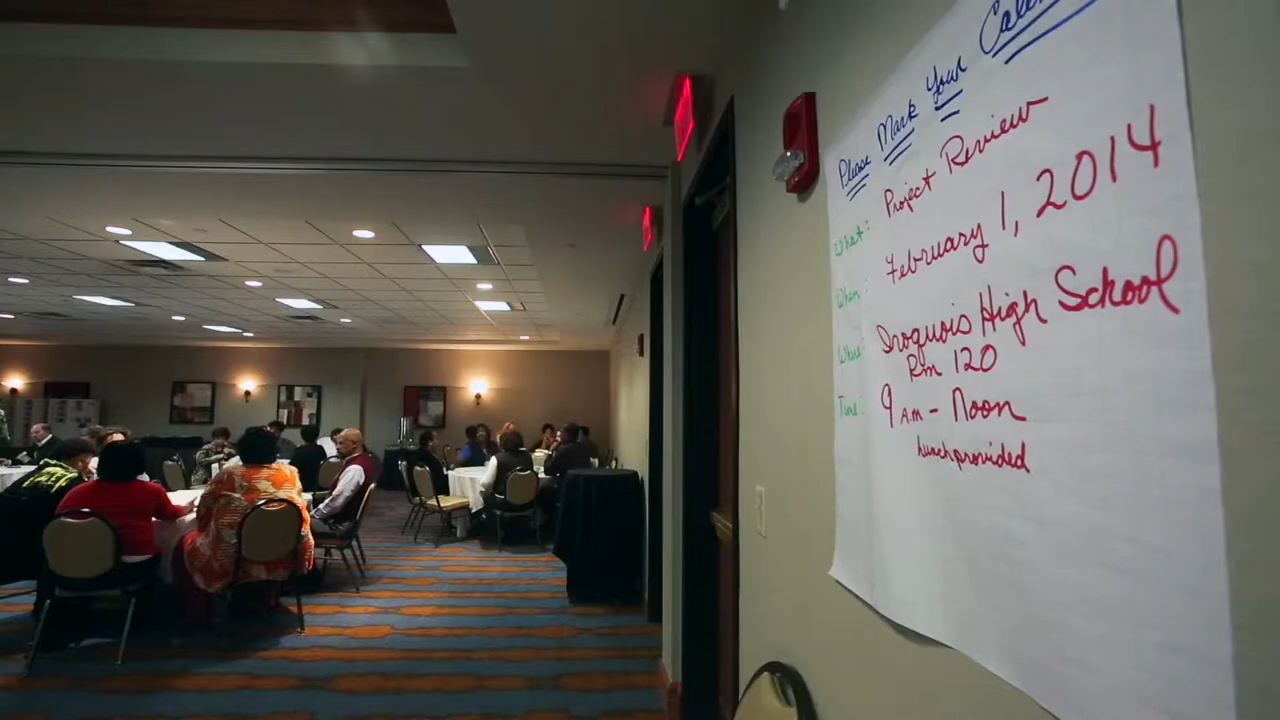 Please Mark Your
What: Project Review
When: February 1, 2014
Where: Iroquois High School
Rm 120
Time: 9 AM - Noon
lunch provided